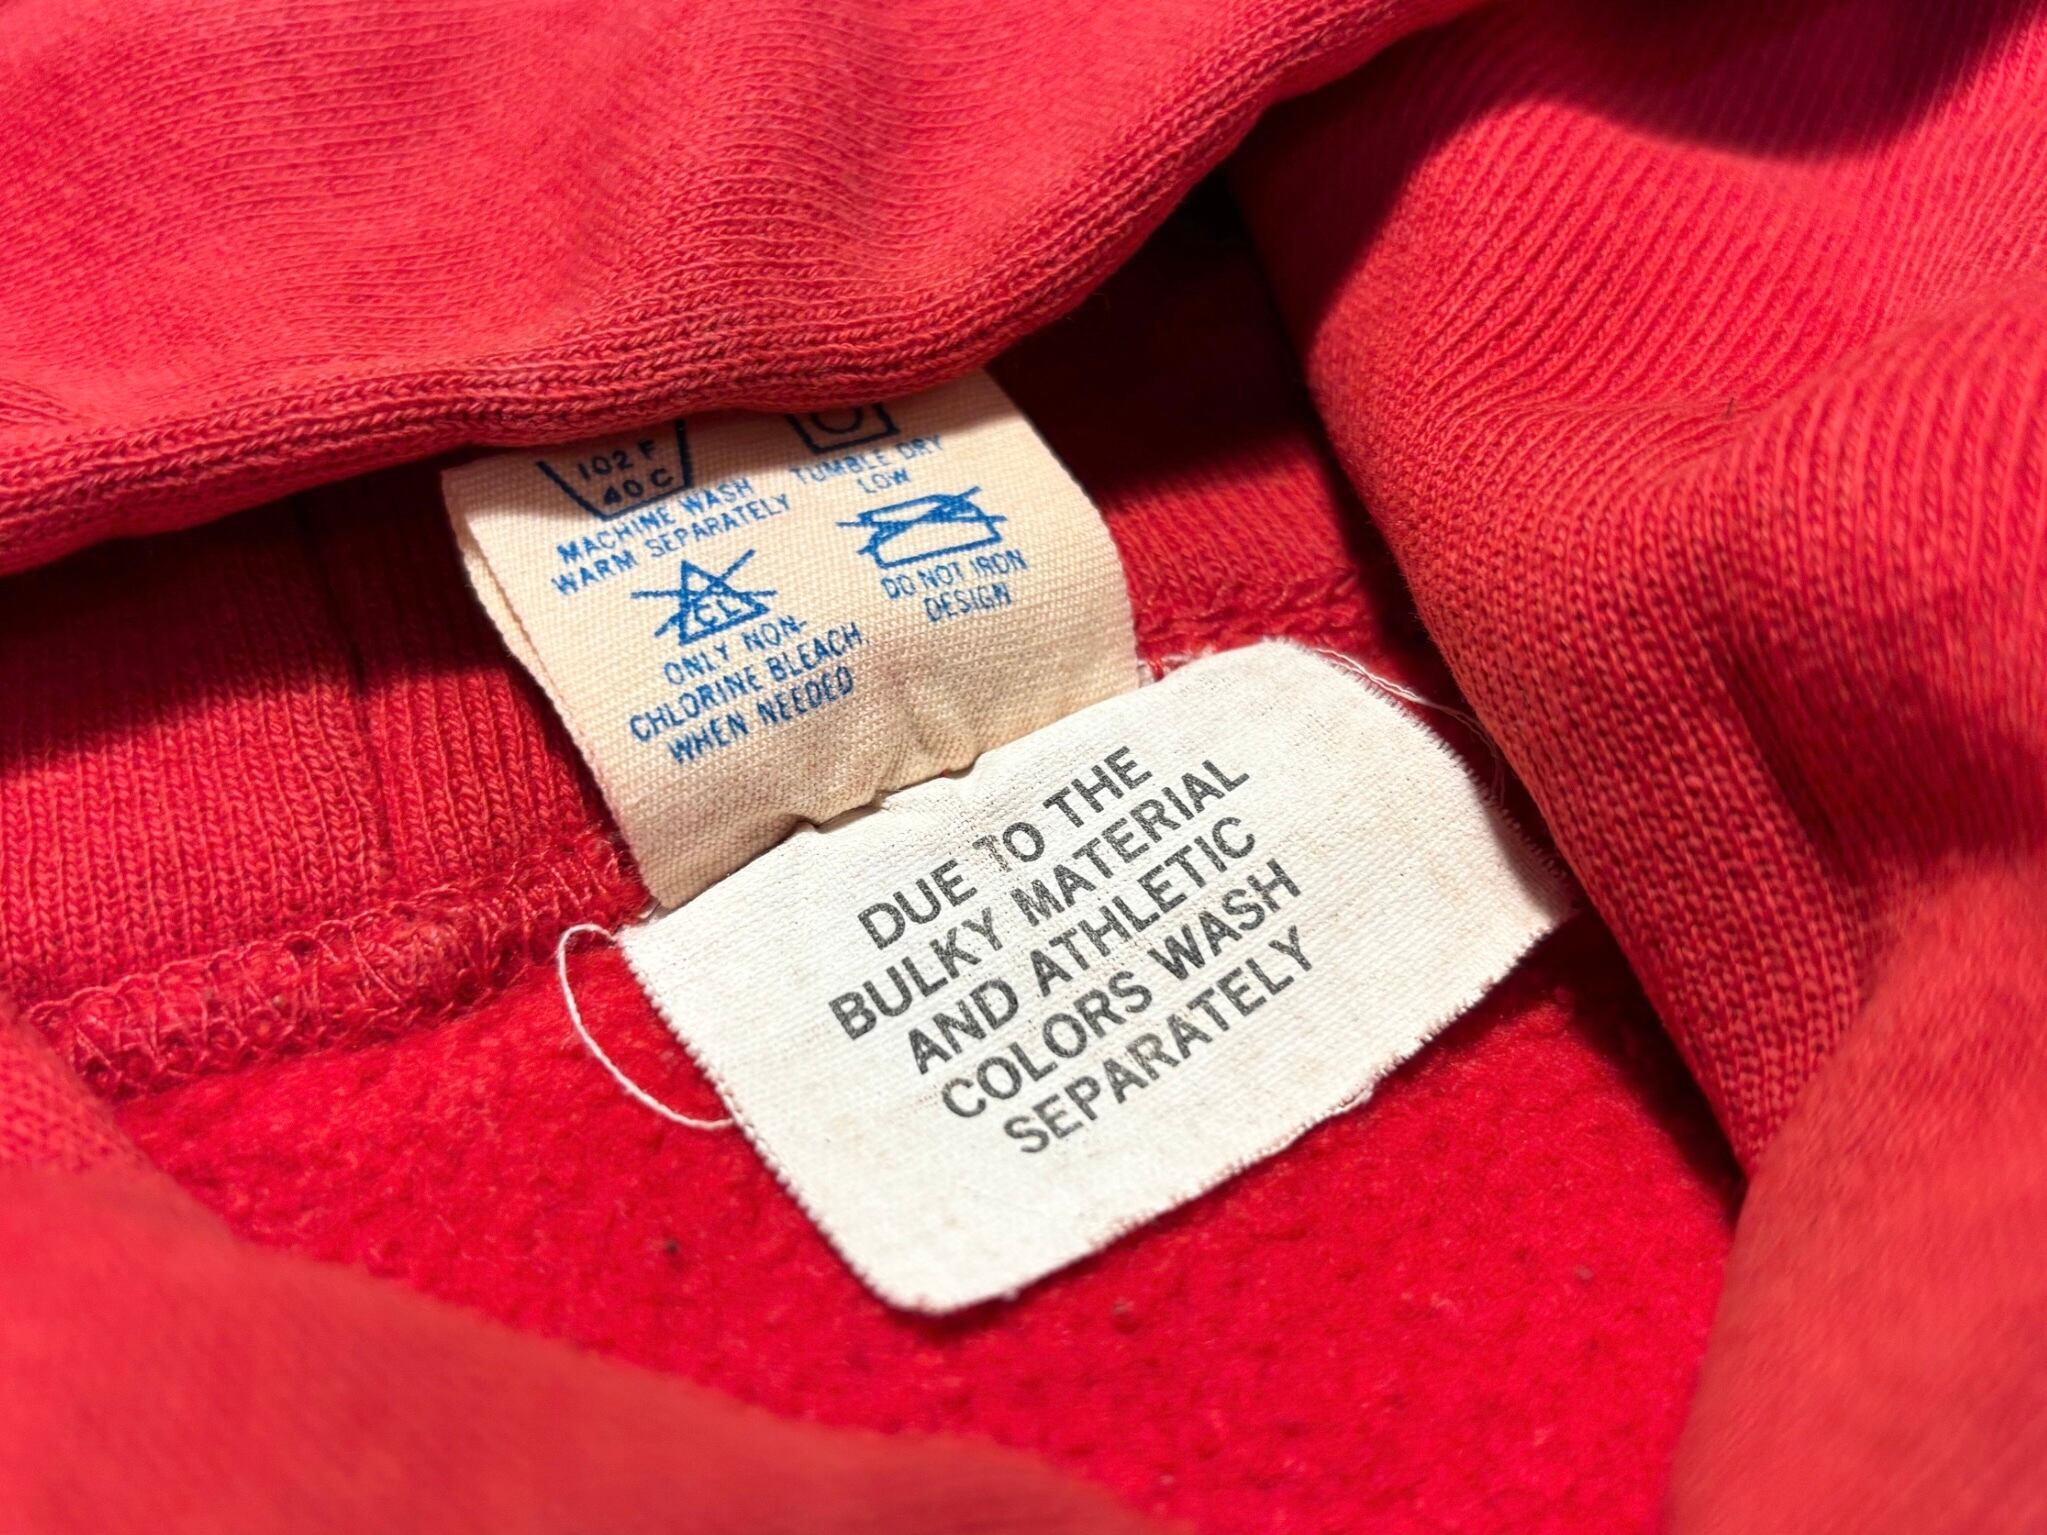 102 F
40 C
MACHINE WASH
WARM SEPARATELY
TUMBLE DRY
LOW
CL
ONLY NON-
CHLORINE BLEACH
WHEN NEEDED
DO NOT IRON
DESIGN
DUE TO THE
BULKY MATERIAL
AND ATHLETIC
COLORS WASH
SEPARATELY